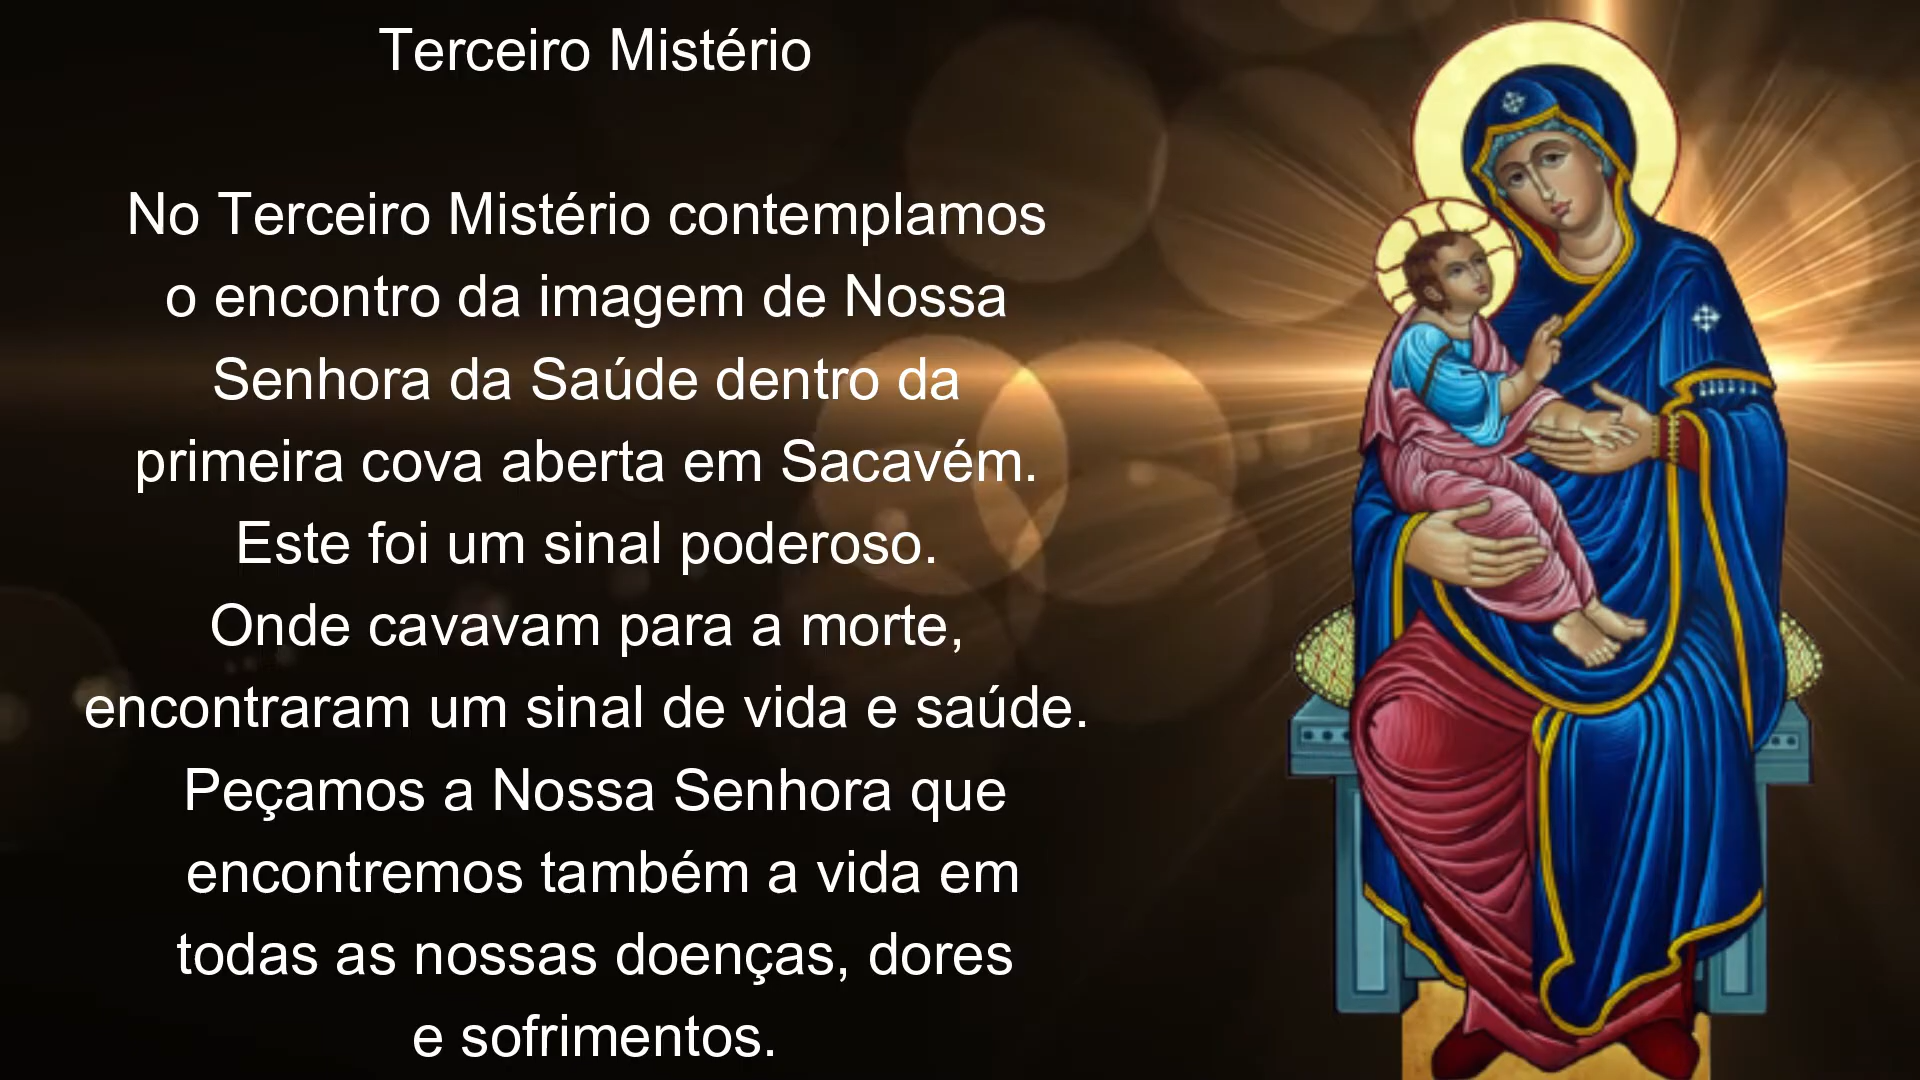 Terceiro Mistério
No Terceiro Mistério contemplamos
o encontro da imagem de Nossa
Senhora da Saúde dentro da
primeira cova aberta em Sacavém.
Este foi um sinal poderoso.
Onde cavavam para a morte,
encontraram um sinal de vida e saúde.
Peçamos a Nossa Senhora que
encontremos também a vida em
todas as nossas doenças, dores
e sofrimentos.